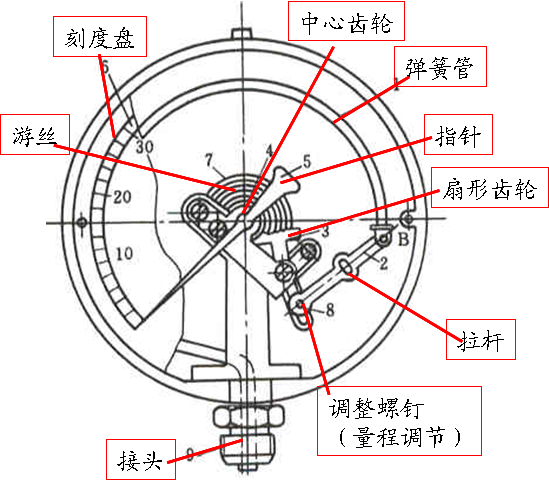 中心齿轮
刻度盘
弹簧管
6
1
游丝
30
7
4
5
指针
扇形齿轮
20
3
B
10
2
8
拉杆
调整螺钉
（量程调节）
接头
9